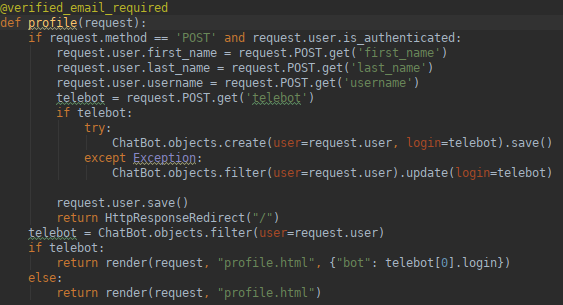 @verified_email_required
def profile(request):
    if request.method == 'POST' and request.user.is_authenticated:
        request.user.first_name = request.POST.get('first_name')
        request.user.last_name = request.POST.get('last_name')
        request.user.username = request.POST.get('username')
        telebot = request.POST.get('telebot')
        if telebot:
            try:
                ChatBot.objects.create(user=request.user, login=telebot).save()
            except Exception:
                ChatBot.objects.filter(user=request.user).update(login=telebot)

        request.user.save()
        return HttpResponseRedirect("/")
    telebot = ChatBot.objects.filter(user=request.user)
    if telebot:
        return render(request, "profile.html", {"bot": telebot[0].login})
    else:
        return render(request, "profile.html")